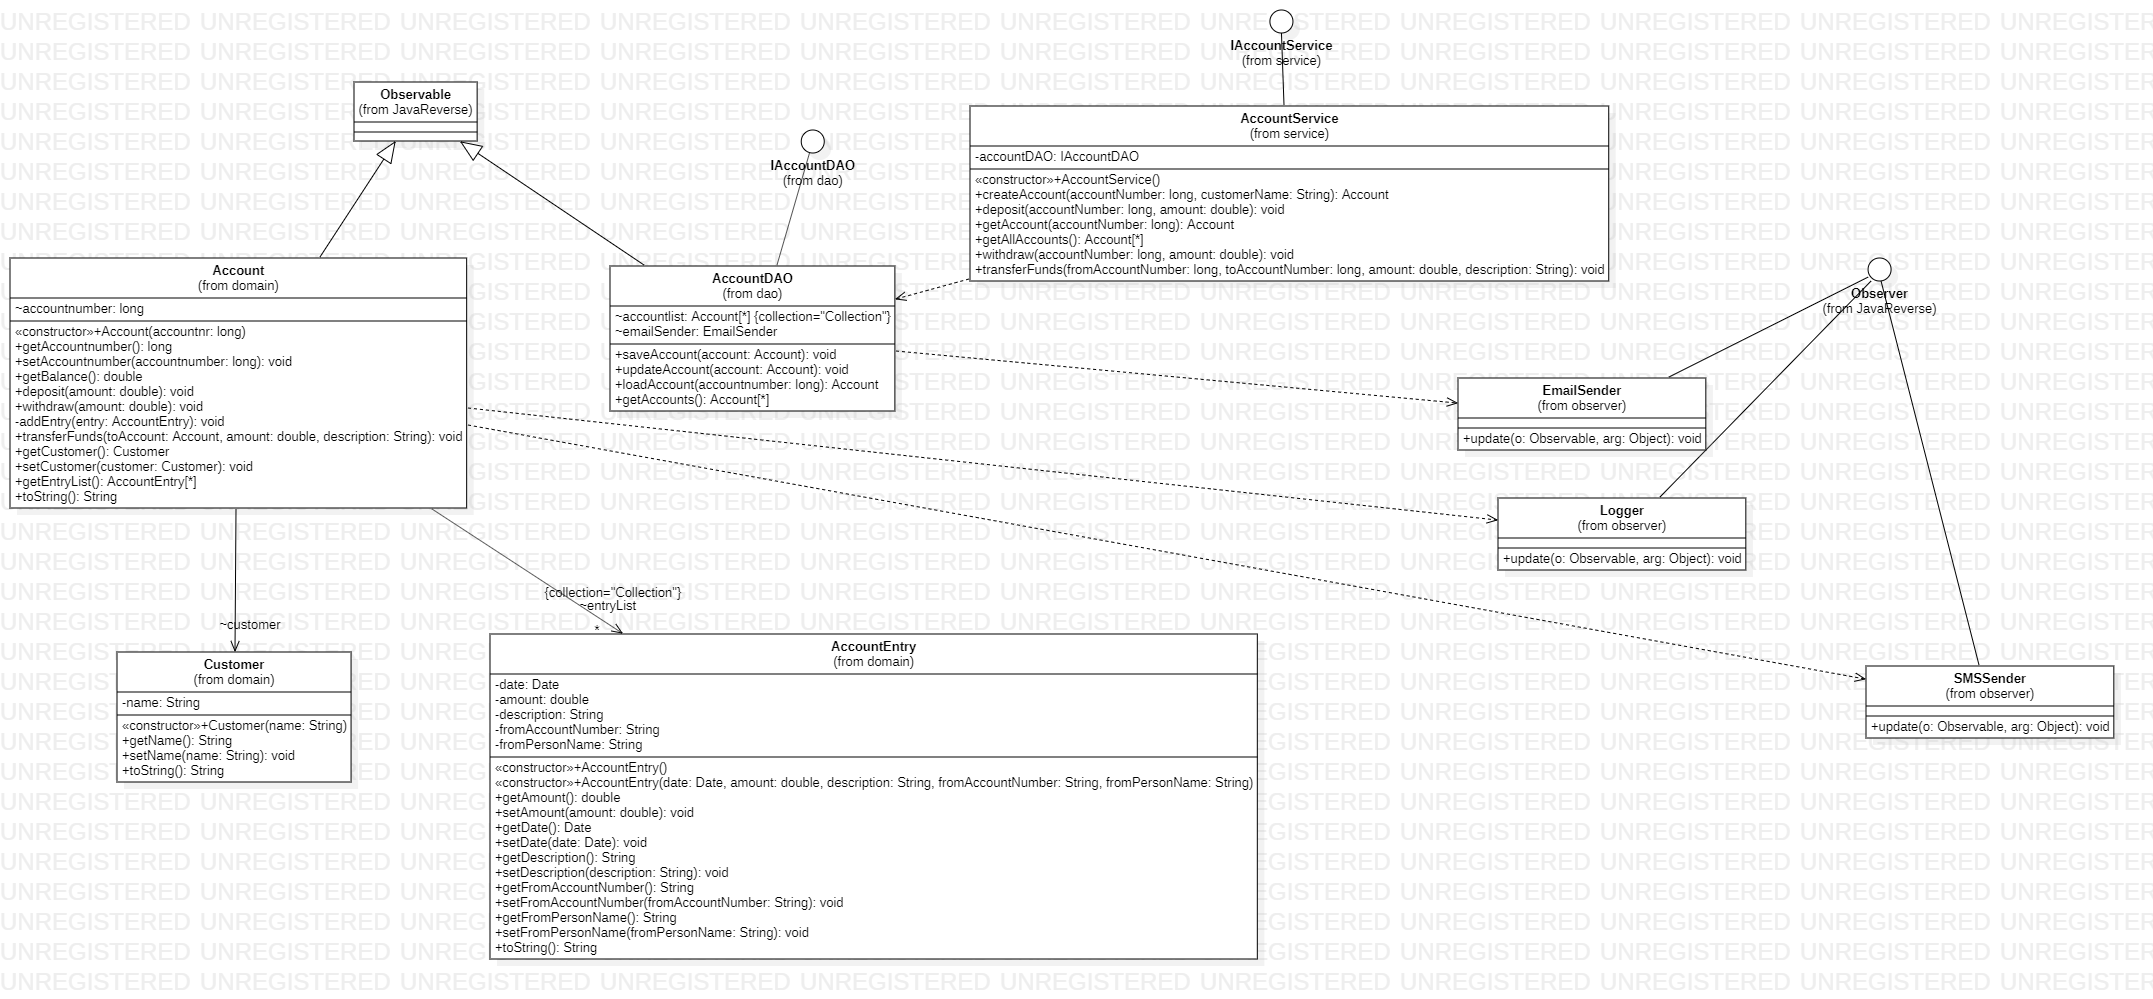 IAccountService
(from service)
Observable
(from JavaReverse)
IAccountDAO
(from dao)
AccountService
(from service)
-accountDAO: IAccountDAO
«constructor»+AccountService()
+createAccount(accountNumber: long, customerName: String): Account
+deposit(accountNumber: long, amount: double): void
+getAccount(accountNumber: long): Account
+getAllAccounts(): Account[*]
+withdraw(accountNumber: long, amount: double): void
+transferFunds(fromAccountNumber: long, toAccountNumber: long, amount: double, description: String): void
Account
(from domain)
~accountnumber: long
«constructor»+Account(accountnr: long)
+getAccountnumber(): long
+setAccountnumber(accountnumber: long): void
+getBalance(): double
+deposit(amount: double): void
+withdraw(amount: double): void
-addEntry(entry: AccountEntry): void
+transferFunds(toAccount: Account, amount: double, description: String): void
+getCustomer(): Customer
+setCustomer(customer: Customer): void
+getEntryList(): AccountEntry[*]
+toString(): String
AccountDAO
(from dao)
~accountlist: Account[*] {collection="Collection"}
~emailSender: EmailSender
+saveAccount(account: Account): void
+updateAccount(account: Account): void
+loadAccount(accountnumber: long): Account
+getAccounts(): Account[*]
Observer
(from JavaReverse)
EmailSender
(from observer)
+update(o: Observable, arg: Object): void
Logger
(from observer)
+update(o: Observable, arg: Object): void
{collection="Collection"}
~entryList
*
~customer
Customer
(from domain)
-name: String
«constructor»+Customer(name: String)
+getName(): String
+setName(name: String): void
+toString(): String
AccountEntry
(from domain)
-date: Date
-amount: double
-description: String
-fromAccountNumber: String
-fromPersonName: String
«constructor»+AccountEntry()
«constructor»+AccountEntry(date: Date, amount: double, description: String, fromAccountNumber: String, fromPersonName: String)
+getAmount(): double
+setAmount(amount: double): void
+getDate(): Date
+setDate(date: Date): void
+getDescription(): String
+setDescription(description: String): void
+getFromAccountNumber(): String
+setFromAccountNumber(fromAccountNumber: String): void
+getFromPersonName(): String
+setFromPersonName(fromPersonName: String): void
+toString(): String
SMSSender
(from observer)
+update(o: Observable, arg: Object): void
UNREGISTERED